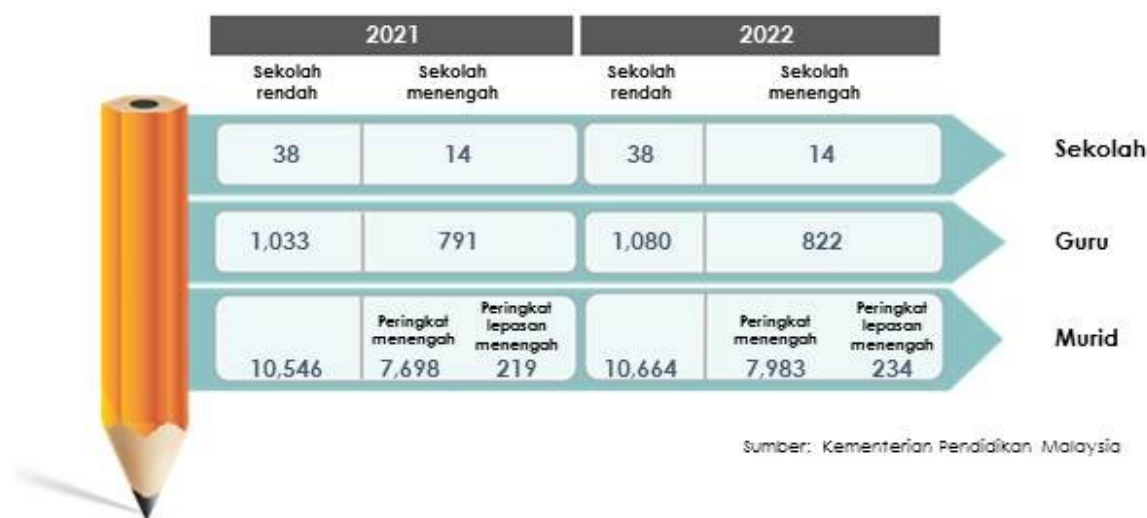 2021 2022
Sekolah rendah Sekolah menengah Sekolah rendah Sekolah menengah
38 14 38 14 Sekolah
1,033 791 1,080 822 Guru
Peringkat menengah Peringkat lepasan menengah Peringkat menengah Peringkat lepasan menengah Murid
10,546 7,698 219 10,664 7,983 234
Sumber: Kementerian Pendidikan Malaysia